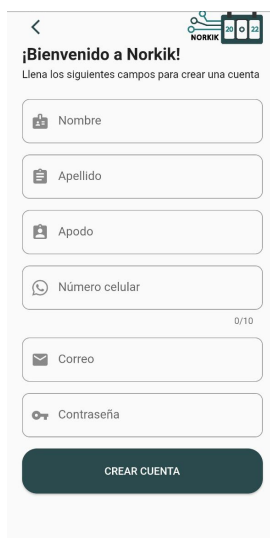 NORKIK
20 0 22
¡Bienvenido a Norkik!
Llena los siguientes campos para crear una cuenta
Nombre
Apellido
Apodo
Número celular
0/10
Correo
Contraseña
CREAR CUENTA